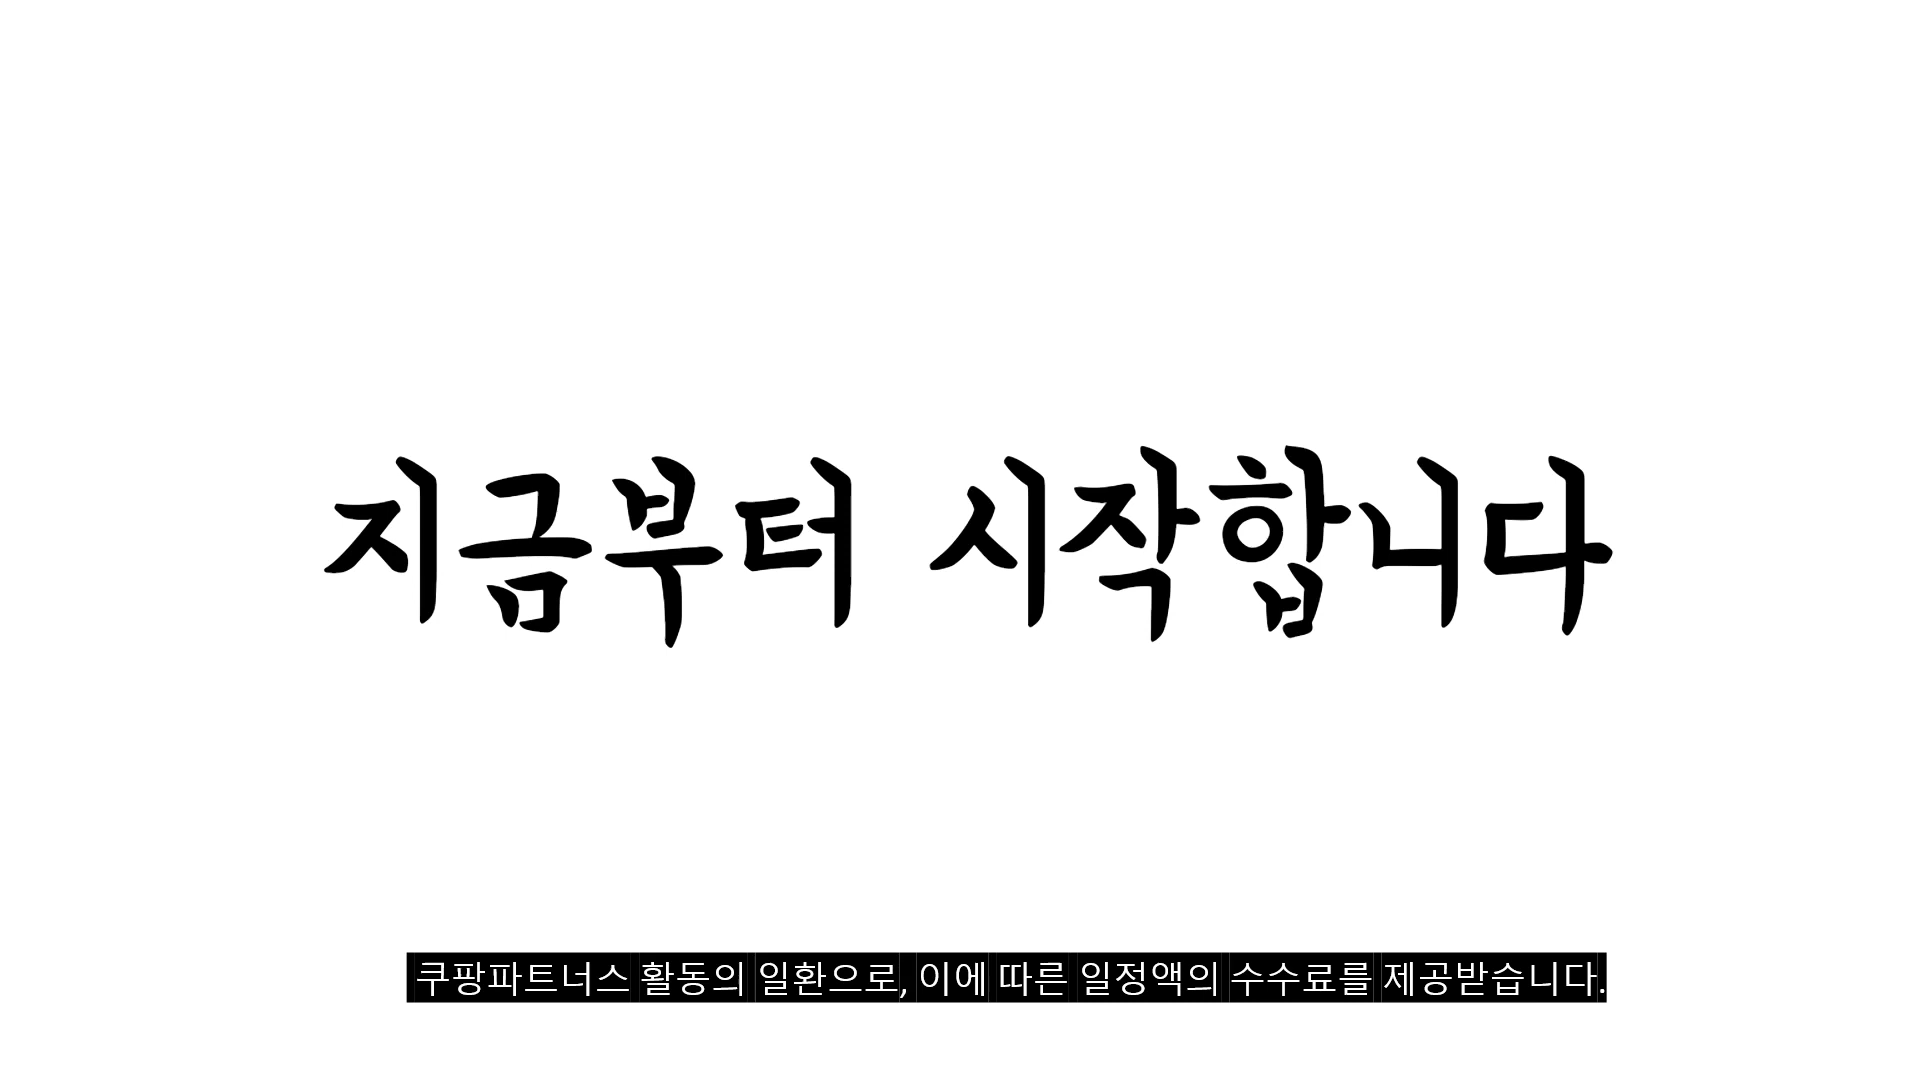 지금부터 시작합니다
쿠팡파트너스 활동의 일환으로, 이에 따른 일정액의 수수료를 제공받습니다.